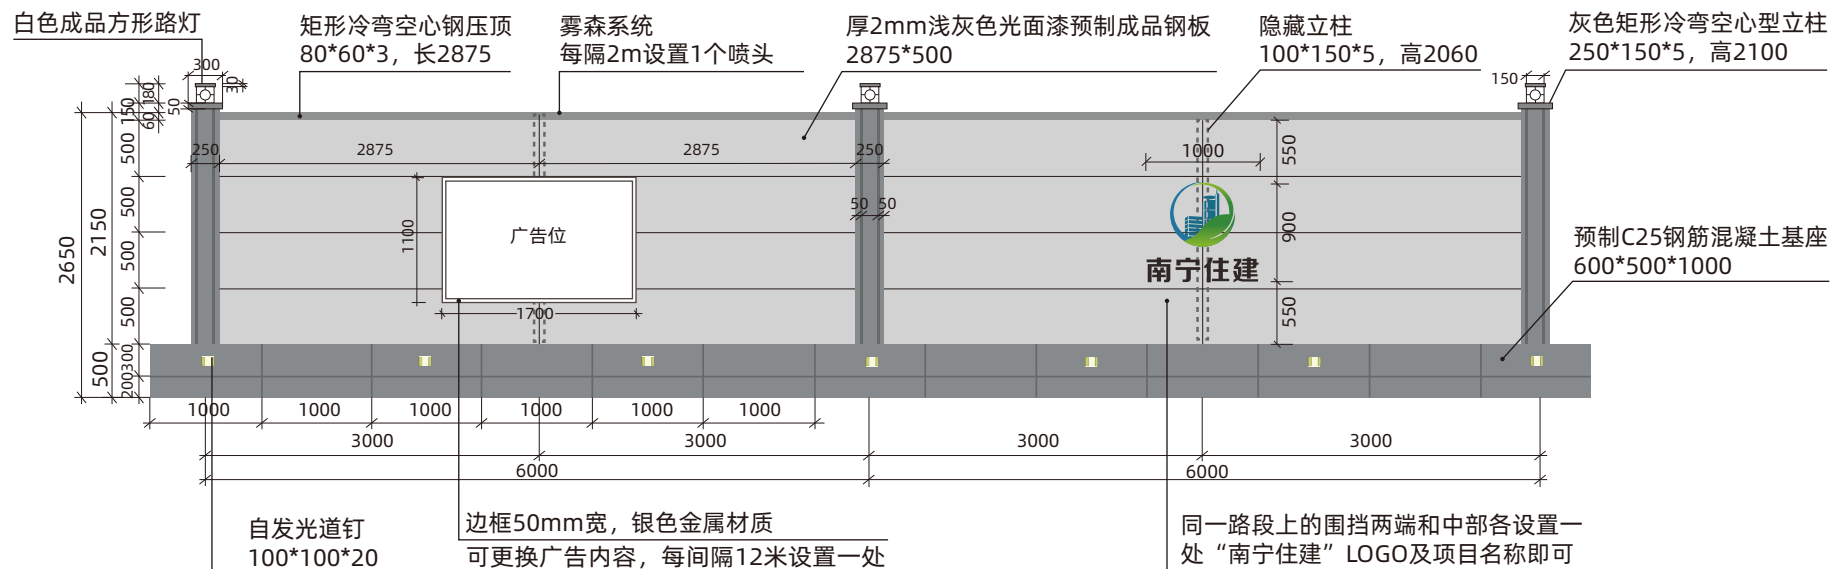 白色成品方形路灯
矩形冷弯空心钢压顶
80*60*3，长2875
雾森系统
每隔2m设置1个喷头
厚2mm浅灰色光面漆预制成品钢板
2875*500
隐藏立柱
100*150*5，高2060
灰色矩形冷弯空心型立柱
250*150*5，高2100
300
30
180
150
50
60
150
500
500
500
500
2150
2650
500
300
200
250
2875
2875
250
1000
550
900
550
50
50
1100
广告位
1700
南宁住建
预制C25钢筋混凝土基座
600*500*1000
1000
1000
1000
1000
1000
1000
3000
3000
3000
3000
6000
6000
自发光道钉
100*100*20
边框50mm宽，银色金属材质
可更换广告内容，每间隔12米设置一处
同一路段上的围挡两端和中部各设置一
处“南宁住建”LOGO及项目名称即可